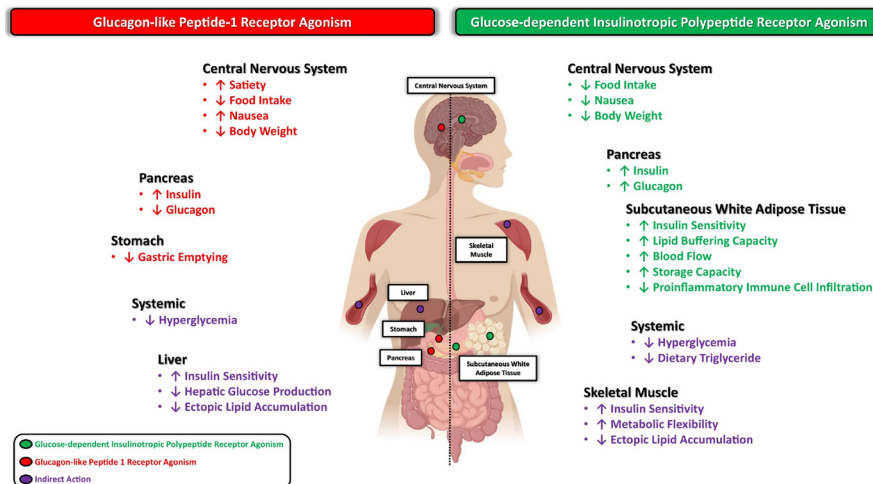 Glucagon-like Peptide-1 Receptor Agonism
Glucose-dependent Insulinotropic Polypeptide Receptor Agonism
Central Nervous System
• ↑ Satiety
• ↓ Food Intake
• ↑ Nausea
• ↓ Body Weight
Pancreas
• ↑ Insulin
• ↓ Glucagon
Stomach
• ↓ Gastric Emptying
Systemic
• ↓ Hyperglycemia
Liver
• ↑ Insulin Sensitivity
• ↓ Hepatic Glucose Production
• ↓ Ectopic Lipid Accumulation
Central Nervous System
Skeletal
Muscle
Liver
Stomach
Pancreas
Subcutaneous White
Adipose Tissue
Central Nervous System
• ↓ Food Intake
• ↓ Nausea
• ↓ Body Weight
Pancreas
• ↑ Insulin
• ↑ Glucagon
Subcutaneous White Adipose Tissue
• ↑ Insulin Sensitivity
• ↑ Lipid Buffering Capacity
• ↑ Blood Flow
• ↑ Storage Capacity
• ↓ Proinflammatory Immune Cell Infiltration
Systemic
• ↓ Hyperglycemia
• ↓ Dietary Triglyceride
Skeletal Muscle
• ↑ Insulin Sensitivity
• ↑ Metabolic Flexibility
• ↓ Ectopic Lipid Accumulation
Glucose-dependent Insulinotropic Polypeptide Receptor Agonism
Glucagon-like Peptide 1 Receptor Agonism
Indirect Action